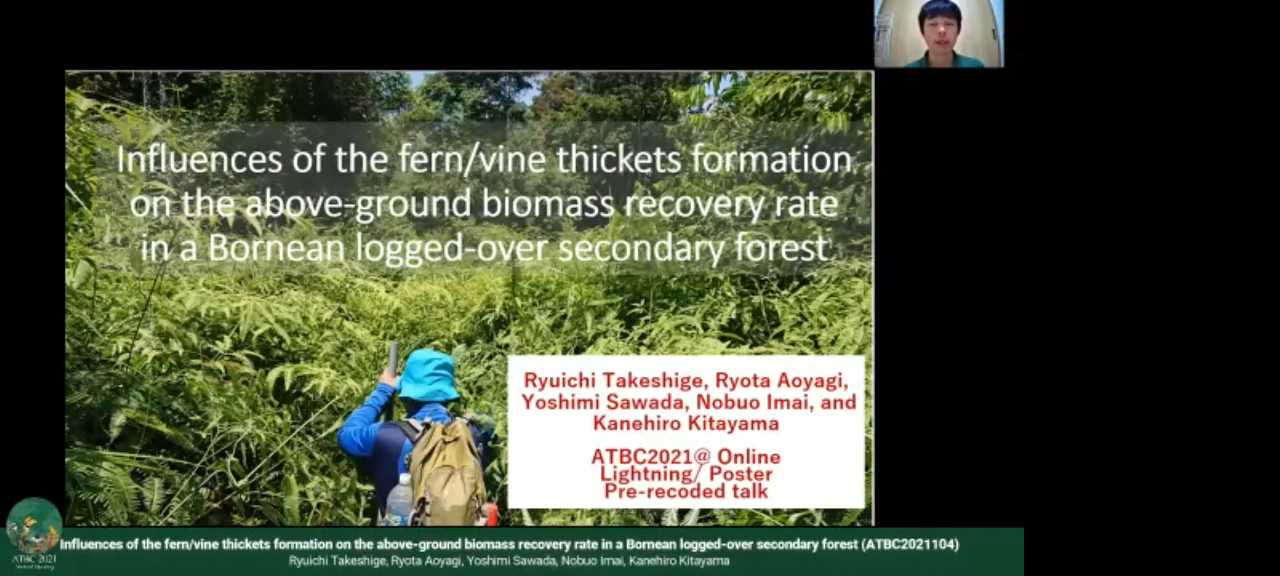 Influences of the fern/vine thickets formation
on the above-ground biomass recovery rate
in a Bornean logged-over secondary forest
Ryuichi Takeshige, Ryota Aoyagi,
Yoshimi Sawada, Nobuo Imai, and
Kanehiro Kitayama
ATBC2021@ Online
Lightning/ Poster
Pre-recoded talk
ATBC 2021
Influences of the fern/vine thickets formation on the above-ground biomass recovery rate in a Bornean logged-over secondary forest (ATBC2021104)
Ryuichi Takeshige, Ryota Aoyagi, Yoshimi Sawada, Nobuo Imai, Kanehiro Kitayama